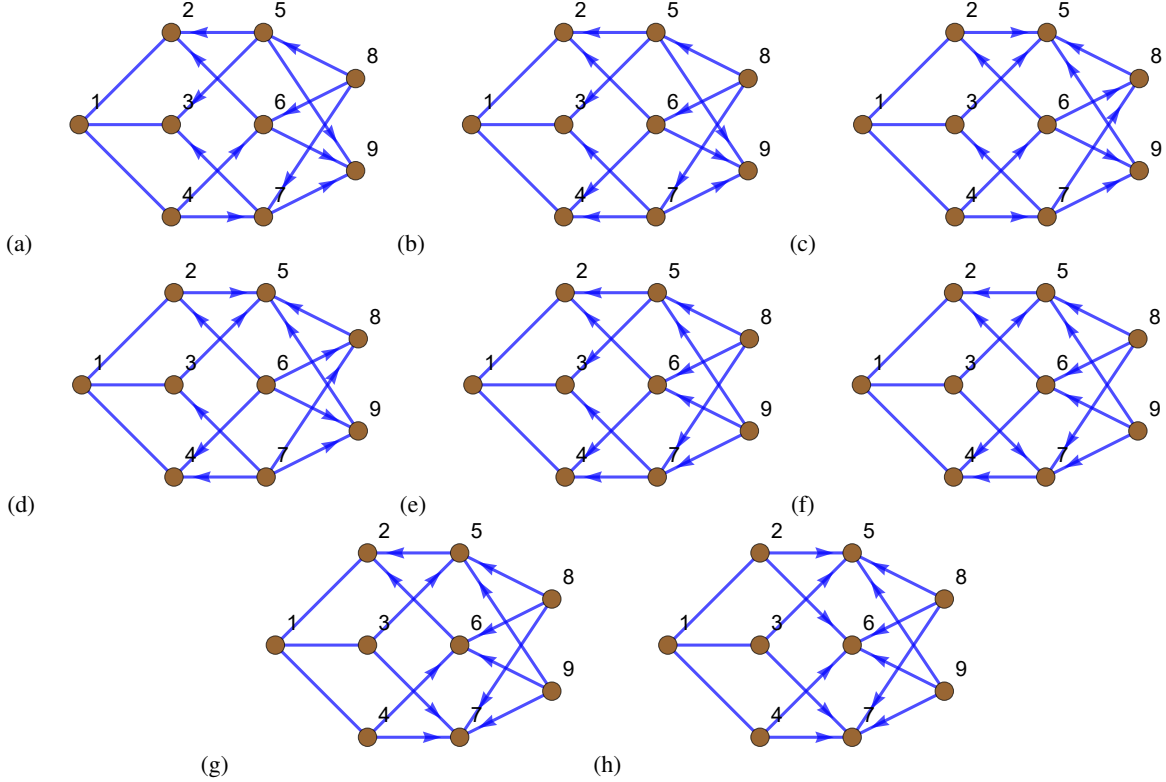 2 5 2 5 2 5
8 8 8
1 3 6 1 3 6 1 3 6
9 9 9
4 7 4 7 4 7
(a) (b) (c)
2 5 2 5 2 5
8 8 8
1 3 6 1 3 6 1 3 6
9 9 9
4 7 4 7 4 7
(d) (e) (f)
2 5 2 5
8 8
1 3 6 1 3 6
9 9
4 7 4 7
(g) (h)